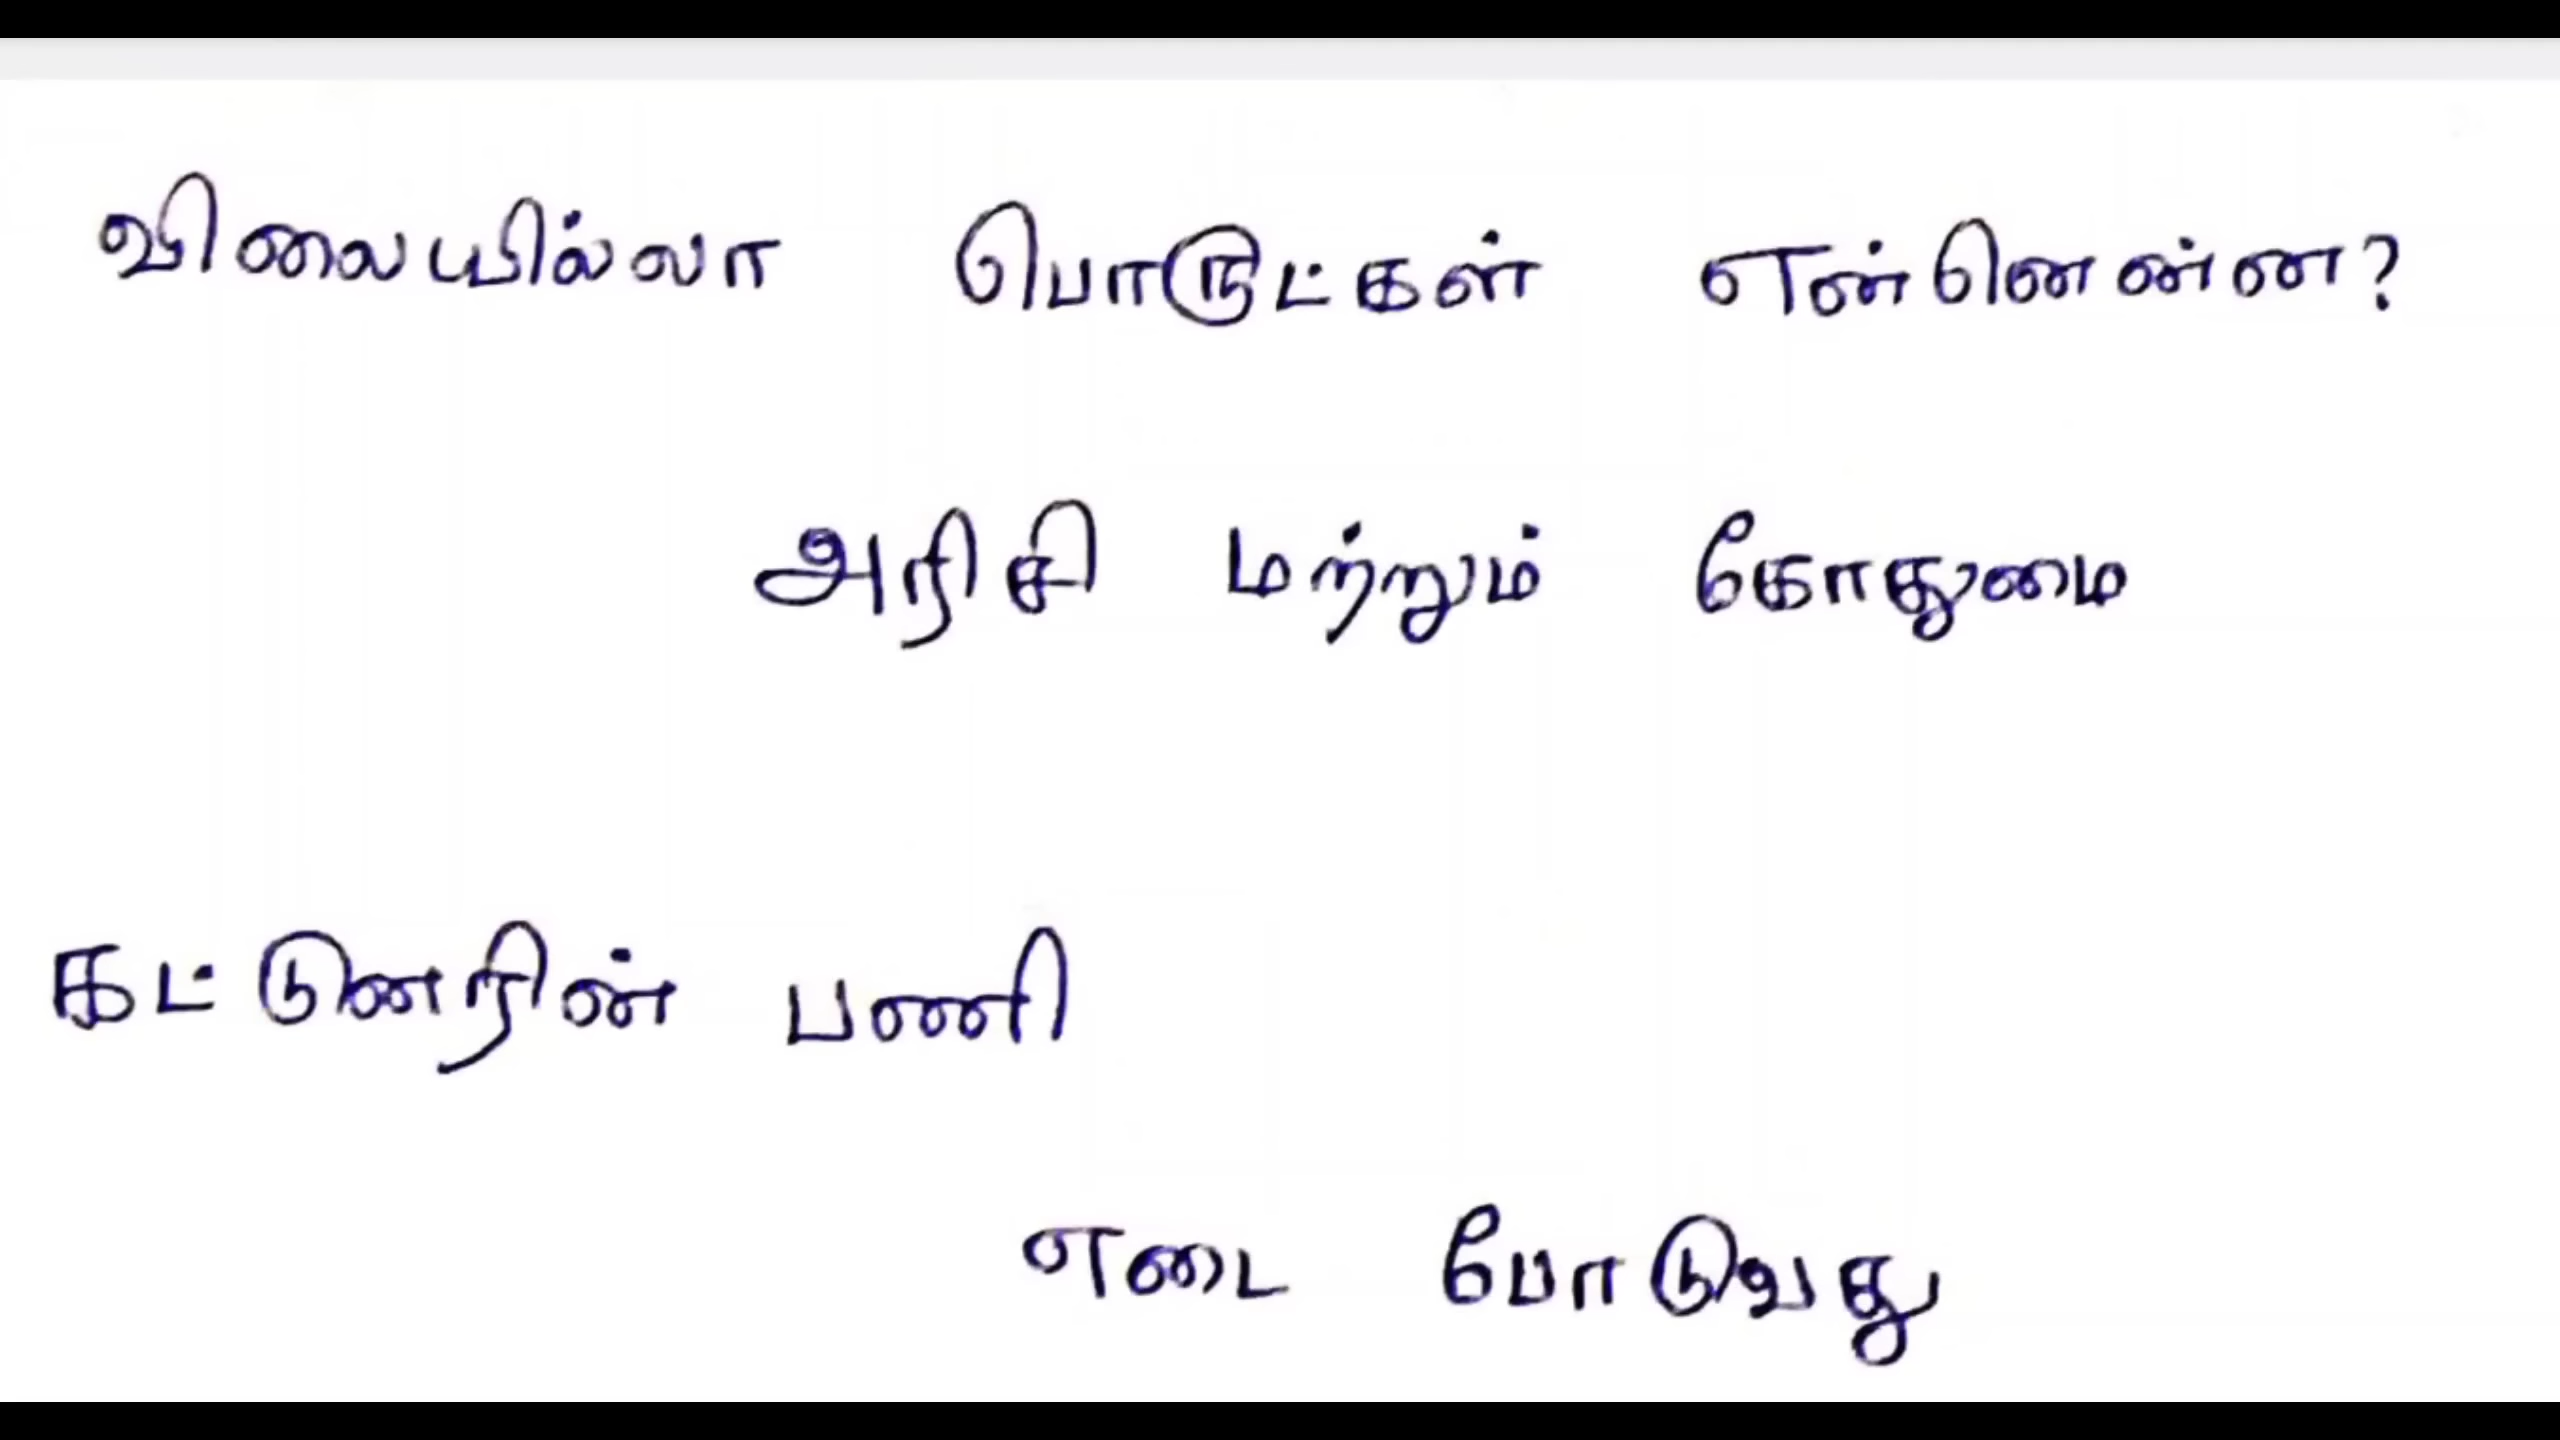 விலையில்லா பொருட்கள் என்னென்ன?
அரிசி மற்றும் கோதுமை
கட்டுனரின் பணி
எடை போடுவது